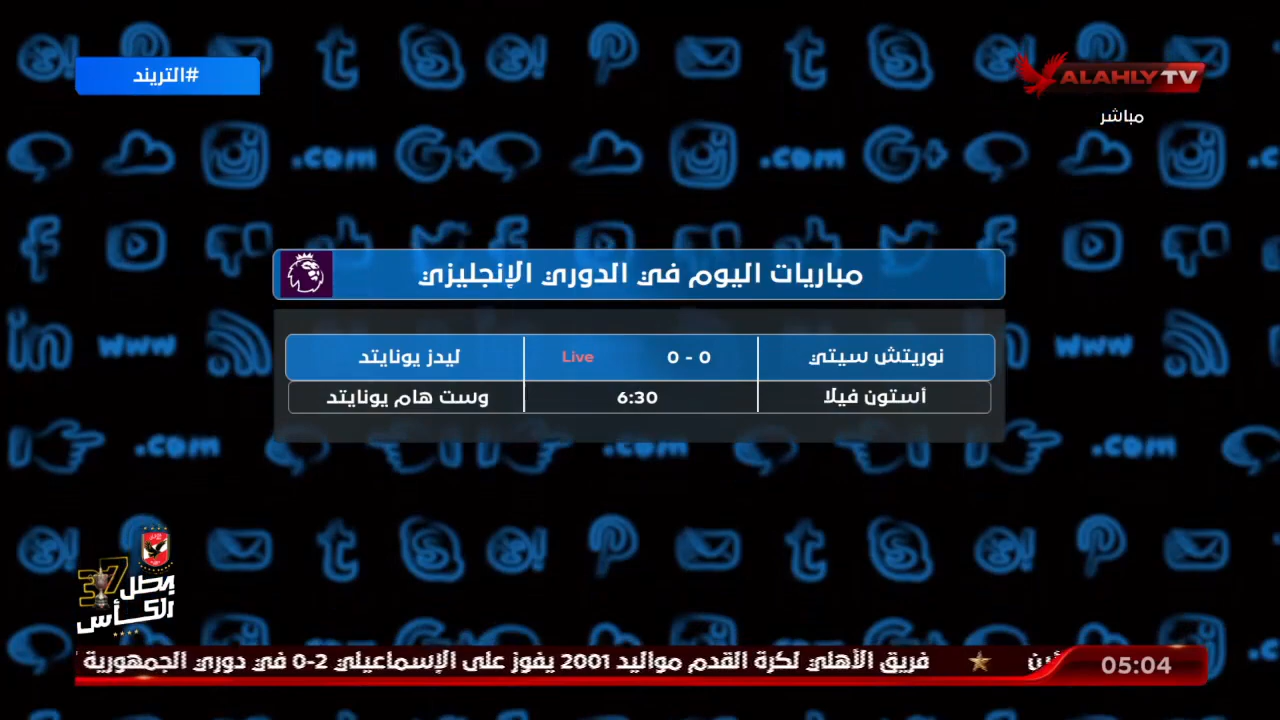 #التريند
ALAHLY TV
مباشر
مباريات اليوم في الدوري الإنجليزي
نوريتش سيتي 0 - 0 Live ليدز يونايتد
أستون فيلا 6:30 وست هام يونايتد
37
بطل
الكأس
05:04
فريق الأهلي لكرة القدم مواليد 2001 يفوز على الإسماعيلي 2-0 في دوري الجمهورية